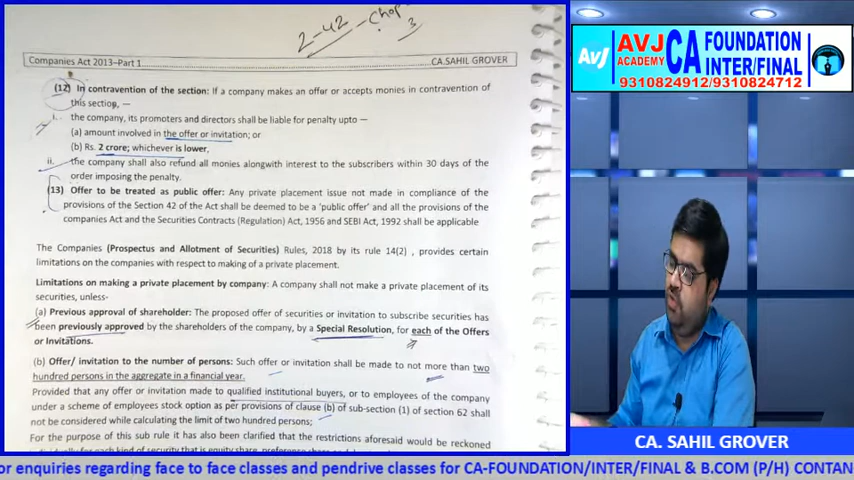 2-42 - Chap
3
Companies Act 2013-Part 1 CA.SAHIL GROVER
(12) In contravention of the section: If a company makes an offer or accepts monies in contravention of
this section, —
i. the company, its promoters and directors shall be liable for penalty upto —
(a) amount involved in the offer or invitation; or
(b) Rs. 2 crore; whichever is lower,
ii. the company shall also refund all monies alongwith interest to the subscribers within 30 days of the
order imposing the penalty.
(13) Offer to be treated as public offer: Any private placement issue not made in compliance of the
provisions of the Section 42 of the Act shall be deemed to be a 'public offer' and all the provisions of the
companies Act and the Securities Contracts (Regulation) Act, 1956 and SEBI Act, 1992 shall be applicable
The Companies (Prospectus and Allotment of Securities) Rules, 2018 by its rule 14(2) , provides certain
limitations on the companies with respect to making of a private placement.
Limitations on making a private placement by company: A company shall not make a private placement of its
securities, unless-
(a) Previous approval of shareholder: The proposed offer of securities or invitation to subscribe securities has
been previously approved by the shareholders of the company, by a Special Resolution, for each of the Offers
or Invitations.
(b) Offer/ invitation to the number of persons: Such offer or invitation shall be made to not more than two
hundred persons in the aggregate in a financial year.
Provided that any offer or invitation made to qualified institutional buyers, or to employees of the company
under a scheme of employees stock option as per provisions of clause (b) of sub-section (1) of section 62 shall
not be considered while calculating the limit of two hundred persons;
For the purpose of this sub rule it has also been clarified that the restrictions aforesaid would be reckoned
individually for each kind of security that is equity share, preference share
AVJ
AVJ
ACADEMY
CA
FOUNDATION
INTER/FINAL
9310824912/9310824712
CA. SAHIL GROVER
or enquiries regarding face to face classes and pendrive classes for CA-FOUNDATION/INTER/FINAL & B.COM (P/H) CONTAN